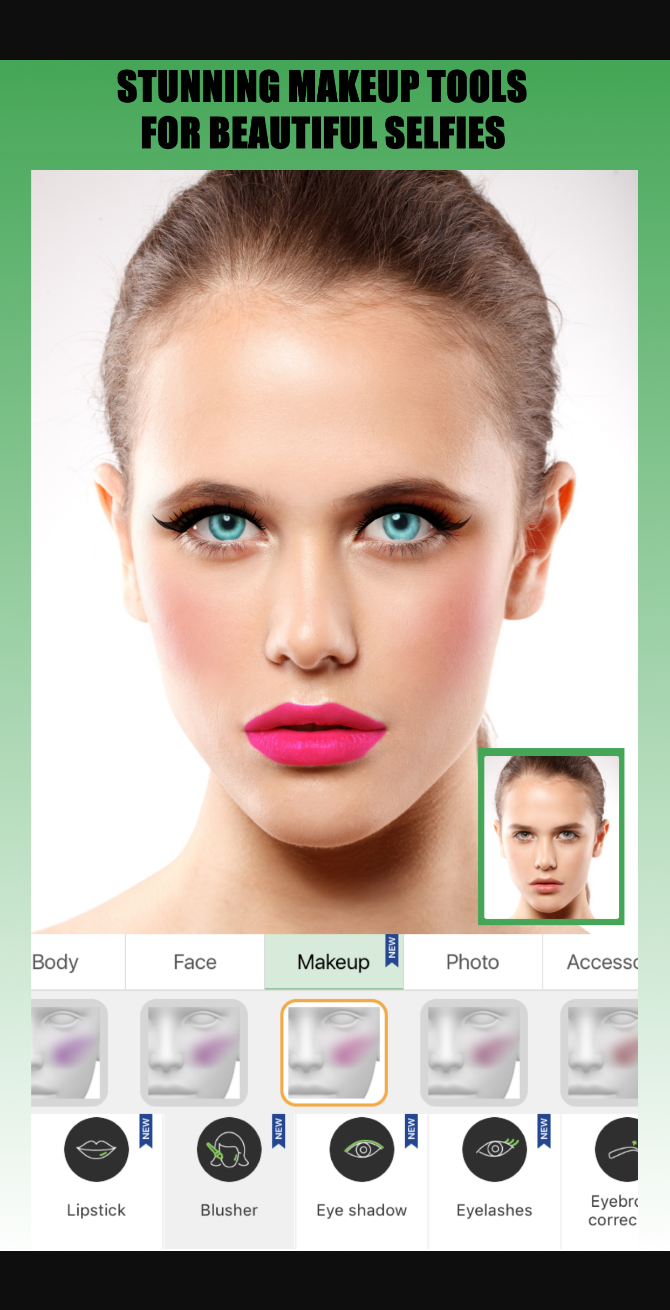 STUNNING MAKEUP TOOLS
FOR BEAUTIFUL SELFIES
Body Face Makeup NEW Photo Accesso
NEW NEW NEW NEW
Lipstick Blusher Eye shadow Eyelashes Eyebro
correc